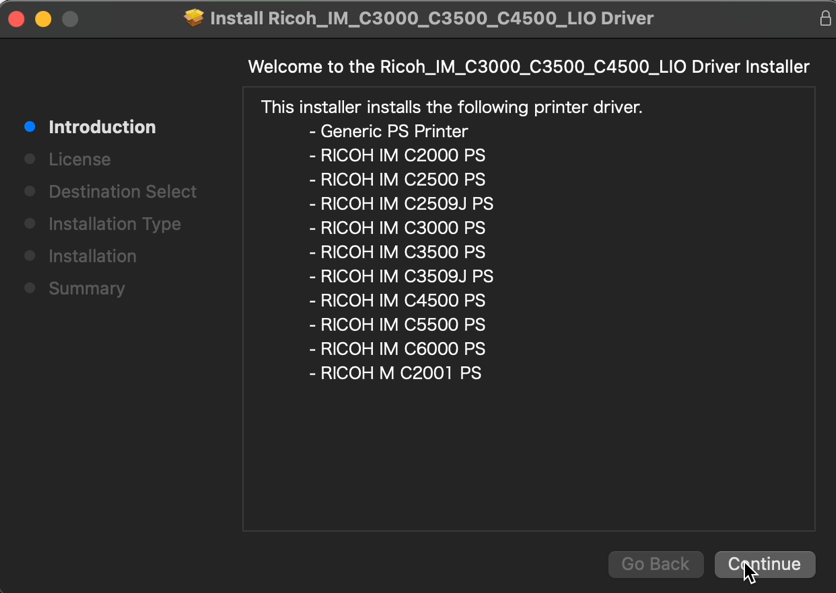 Install Ricoh_IM_C3000_C3500_C4500_LIO Driver
Welcome to the Ricoh_IM_C3000_C3500_C4500_LIO Driver Installer
Introduction
License
Destination Select
Installation Type
Installation
Summary
This installer installs the following printer driver.
- Generic PS Printer
- RICOH IM C2000 PS
- RICOH IM C2500 PS
- RICOH IM C2509J PS
- RICOH IM C3000 PS
- RICOH IM C3500 PS
- RICOH IM C3509J PS
- RICOH IM C4500 PS
- RICOH IM C5500 PS
- RICOH IM C6000 PS
- RICOH M C2001 PS
Go Back
Continue